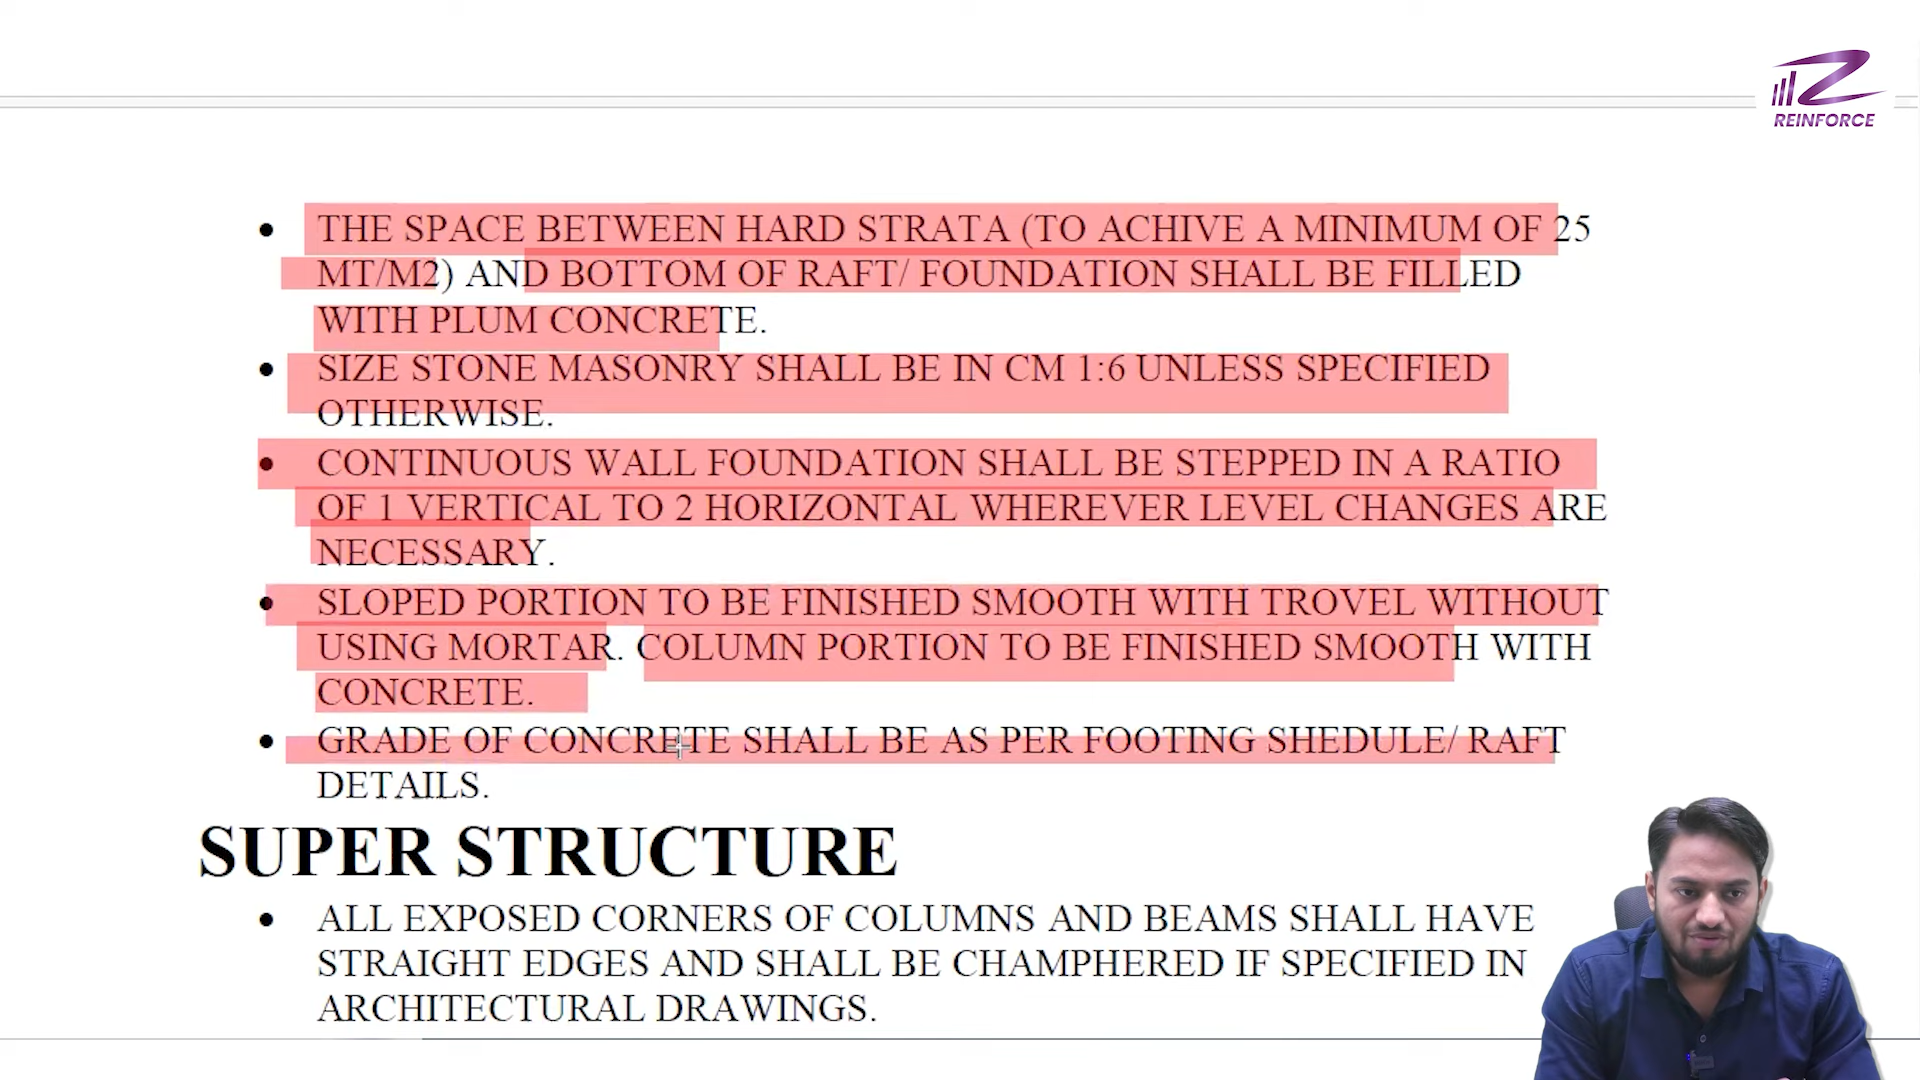 REINFORCE
• THE SPACE BETWEEN HARD STRATA (TO ACHIVE A MINIMUM OF 25
MT/M2) AND BOTTOM OF RAFT/ FOUNDATION SHALL BE FILLED
WITH PLUM CONCRETE.
• SIZE STONE MASONRY SHALL BE IN CM 1:6 UNLESS SPECIFIED
OTHERWISE.
• CONTINUOUS WALL FOUNDATION SHALL BE STEPPED IN A RATIO
OF 1 VERTICAL TO 2 HORIZONTAL WHEREVER LEVEL CHANGES ARE
NECESSARY.
• SLOPED PORTION TO BE FINISHED SMOOTH WITH TROVEL WITHOUT
USING MORTAR. COLUMN PORTION TO BE FINISHED SMOOTH WITH
CONCRETE.
• GRADE OF CONCRETE SHALL BE AS PER FOOTING SHEDULE/ RAFT
DETAILS.
SUPER STRUCTURE
• ALL EXPOSED CORNERS OF COLUMNS AND BEAMS SHALL HAVE
STRAIGHT EDGES AND SHALL BE CHAMPHERED IF SPECIFIED IN
ARCHITECTURAL DRAWINGS.